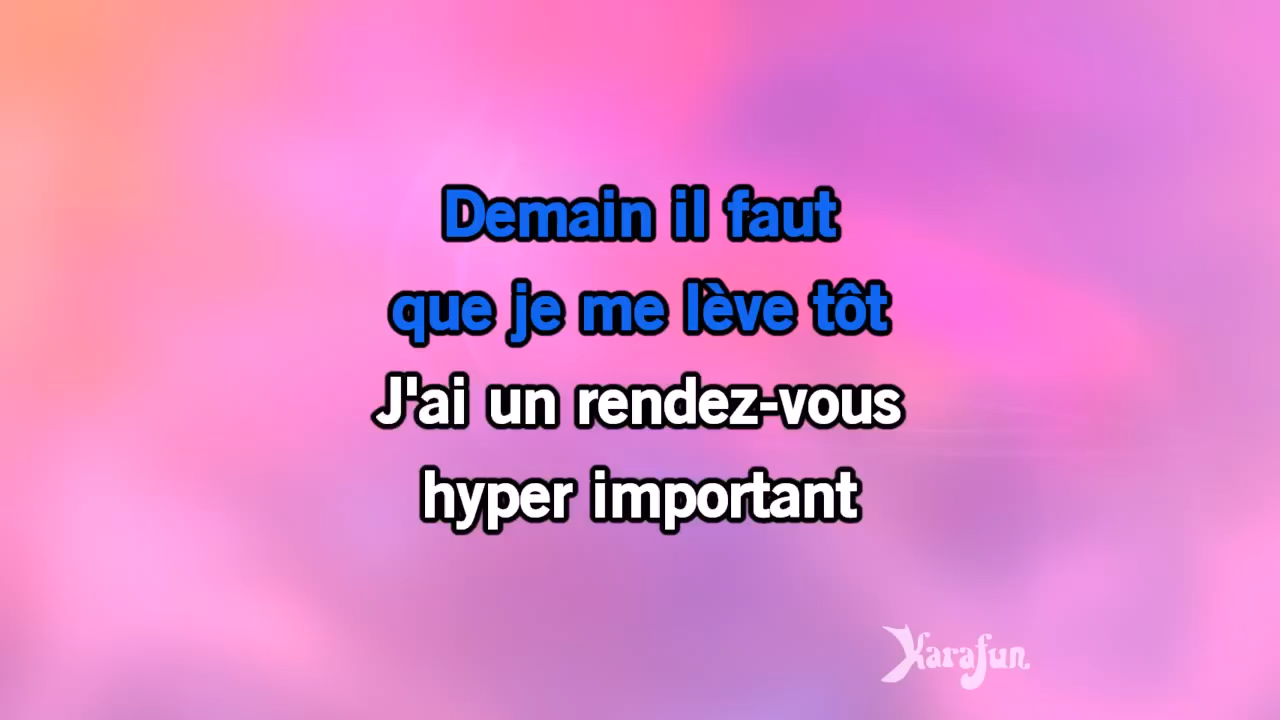 Demain il faut
que je me lève tôt
J'ai un rendez-vous
hyper important
Karafun